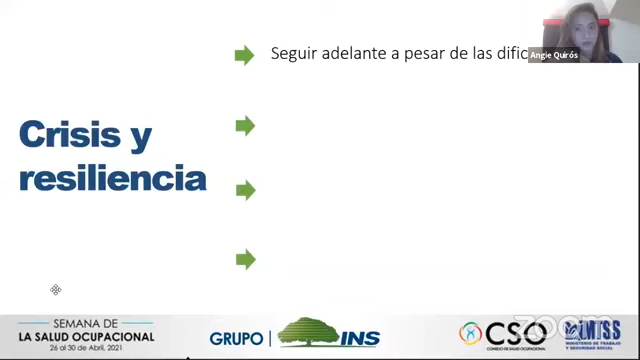 Seguir adelante a pesar de las dific
Angie Quirós
Crisis y
resiliencia
SEMANA DE
LA SALUD OCUPACIONAL
26 al 30 de Abril, 2021
GRUPO INS
CSO
CONSEJO DE SALUD OCUPACIONAL
MTSS
MINISTERIO DE TRABAJO
Y SEGURIDAD SOCIAL
zoom